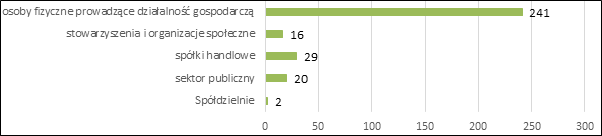 osoby fizyczne prowadzące działalność gospodarczą 241
stowarzyszenia i organizacje społeczne 16
spółki handlowe 29
sektor publiczny 20
Spółdzielnie 2
0 50 100 150 200 250 300